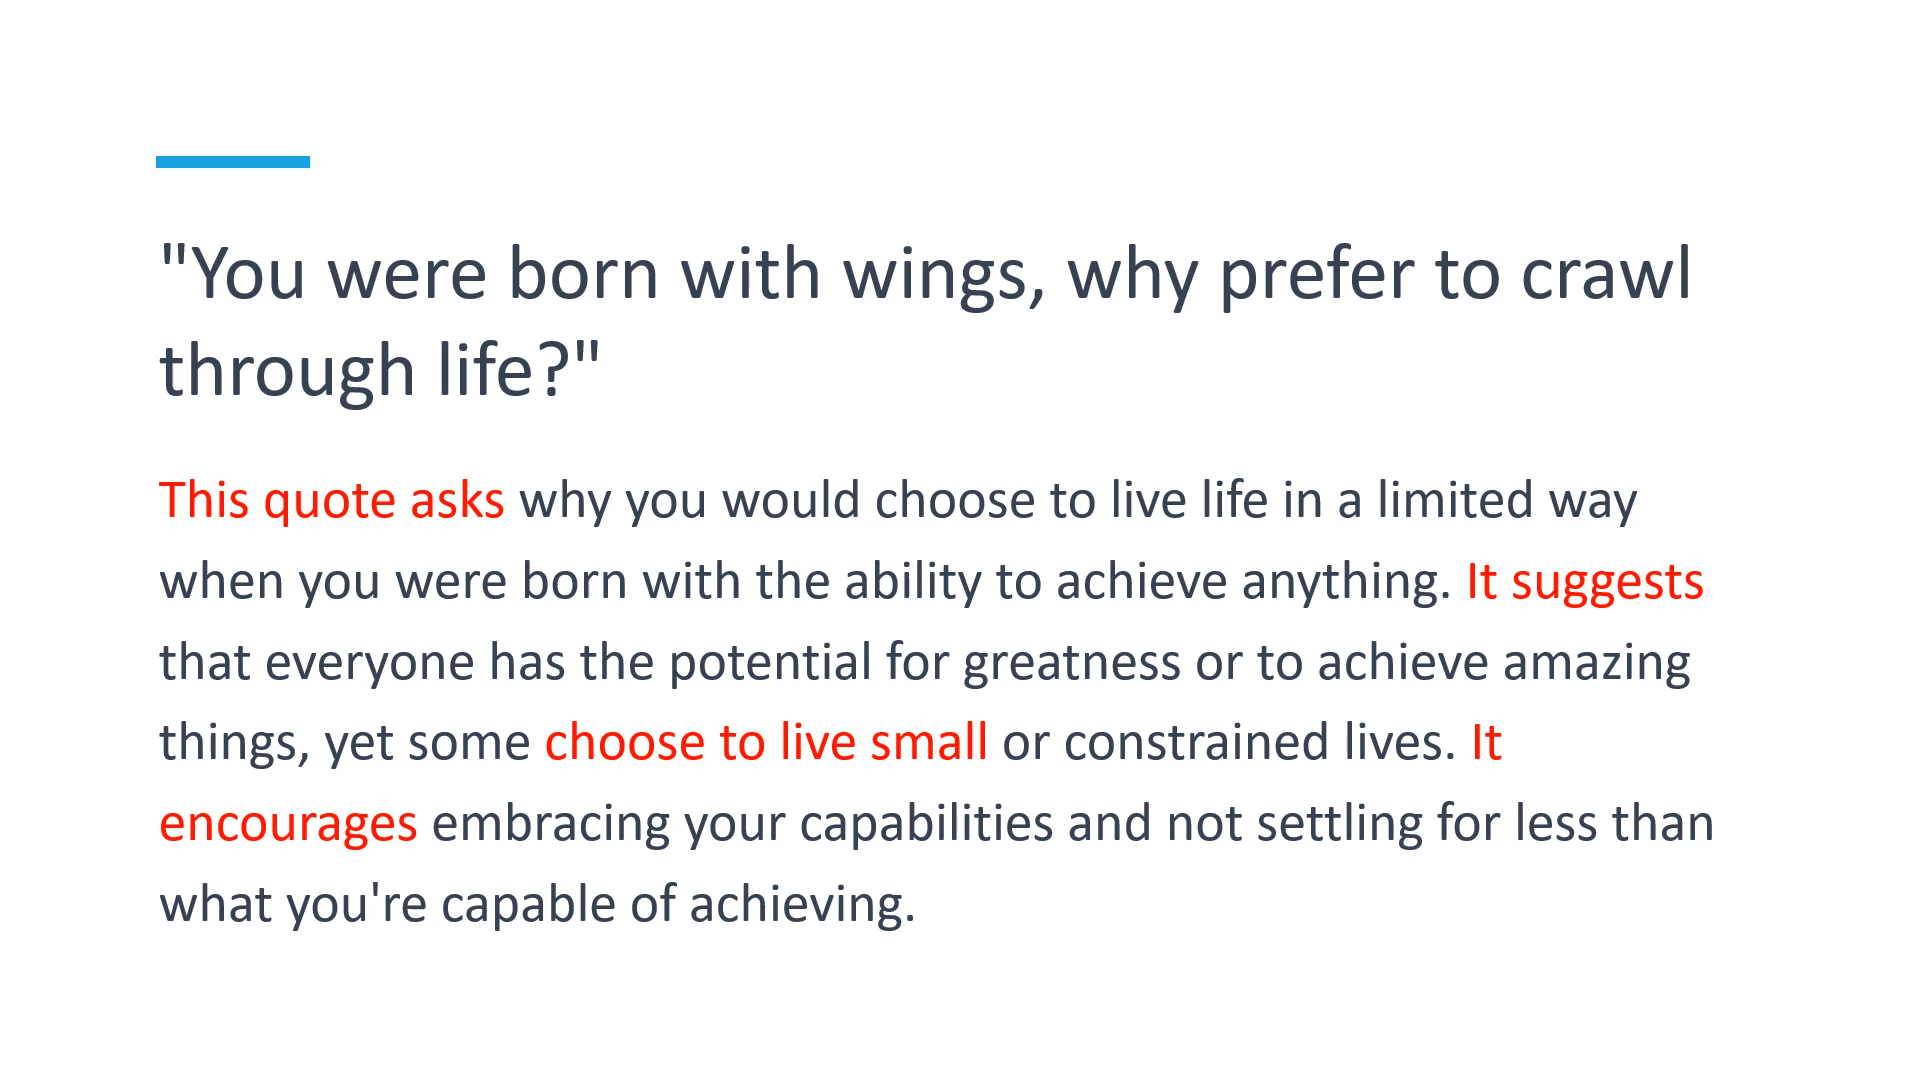 "You were born with wings, why prefer to crawl
through life?"
This quote asks why you would choose to live life in a limited way
when you were born with the ability to achieve anything. It suggests
that everyone has the potential for greatness or to achieve amazing
things, yet some choose to live small or constrained lives. It
encourages embracing your capabilities and not settling for less than
what you're capable of achieving.